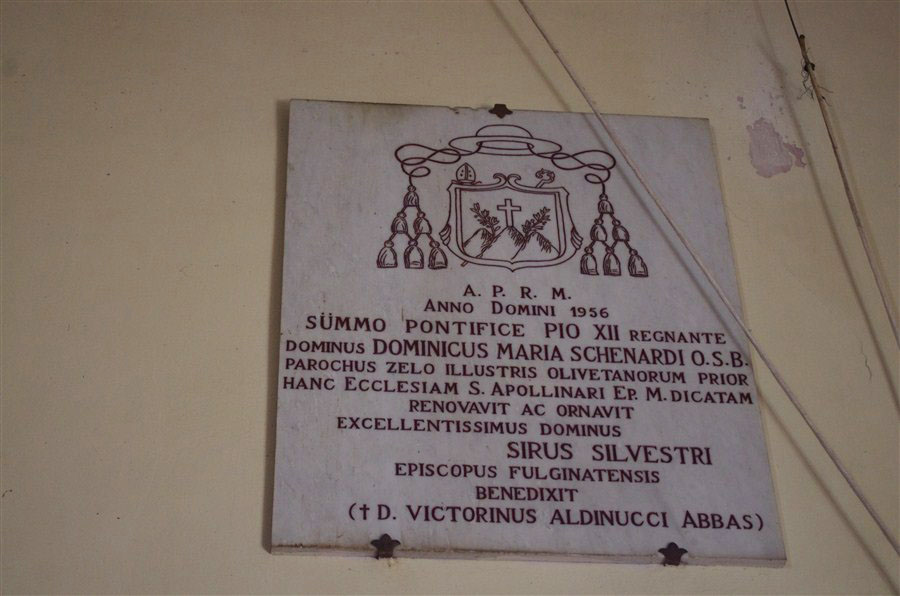 A. P. R. M.
ANNO DOMINI 1956
SÜMMO PONTIFICE PIO XII REGNANTE
DOMINUS DOMINICUS MARIA SCHENARDI O.S.B.
PAROCHUS ZELO ILLUSTRIS OLIVETANORUM PRIOR
HANC ECCLESIAM S. APOLLINARI EP. M. DICATAM
RENOVAVIT AC ORNAVIT
EXCELLENTISSIMUS DOMINUS
SIRUS SILVESTRI
EPISCOPUS FULGINATENSIS
BENEDIXIT
(† D. VICTORINUS ALDINUCCI ABBAS)